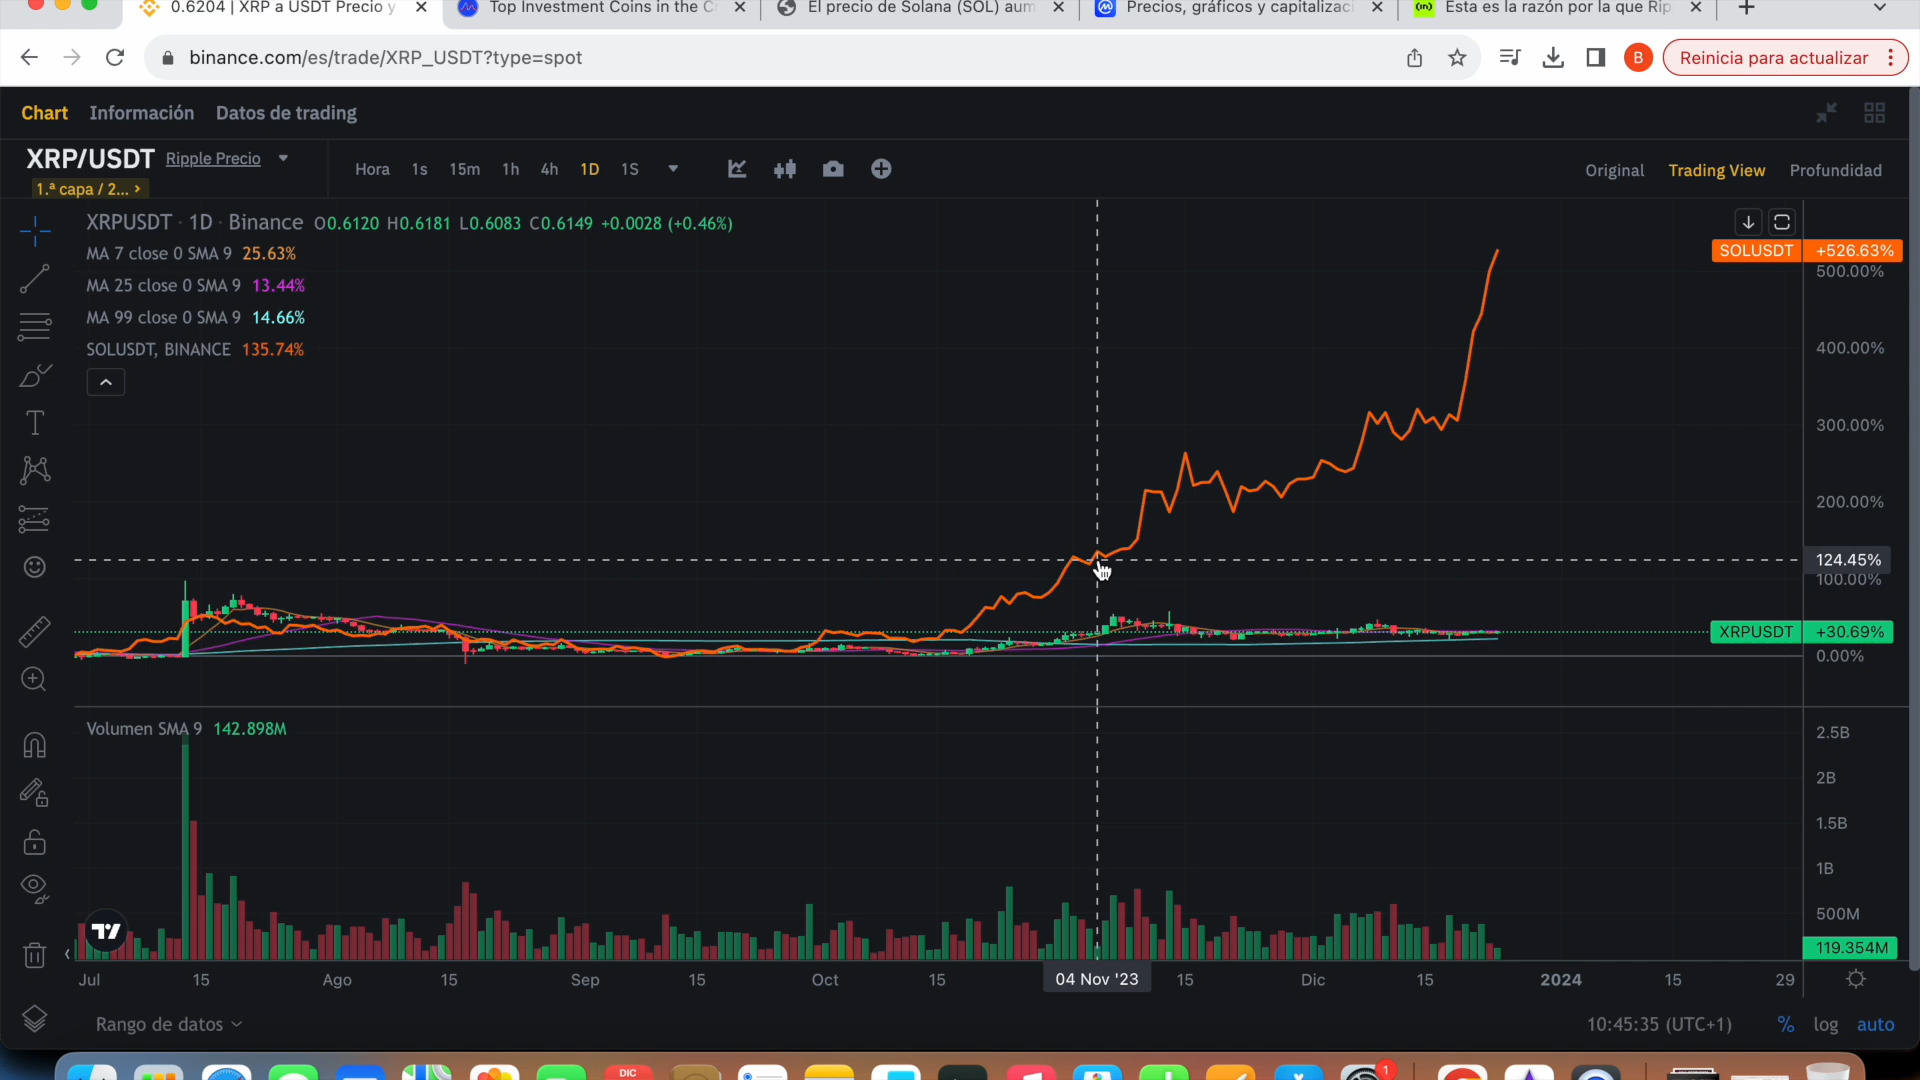 0.6204 | XRP a USDT Precio y
Top Investment Coins in the C
El precio de Solana (SOL) aum
Precios, gráficos y capitalizaci
Esta es la razón por la que Rip
binance.com/es/trade/XRP_USDT?type=spot
B
Reinicia para actualizar
Chart Información Datos de trading
XRP/USDT Ripple Precio
1.ª capa / 2... >
Hora 1s 15m 1h 4h 1D 1S
Original Trading View Profundidad
XRPUSDT · 1D · Binance O0.6120 H0.6181 L0.6083 C0.6149 +0.0028 (+0.46%)
MA 7 close 0 SMA 9 25.63%
MA 25 close 0 SMA 9 13.44%
MA 99 close 0 SMA 9 14.66%
SOLUSDT, BINANCE 135.74%
SOLUSDT +526.63%
500.00%
400.00%
300.00%
200.00%
124.45%
100.00%
XRPUSDT +30.69%
0.00%
Volumen SMA 9 142.898M
2.5B
2B
1.5B
1B
500M
119.354M
Jul 15 Ago 15 Sep 15 Oct 15 04 Nov '23 15 Dic 15 2024 15 29
Rango de datos
10:45:35 (UTC+1) % log auto
DIC
1